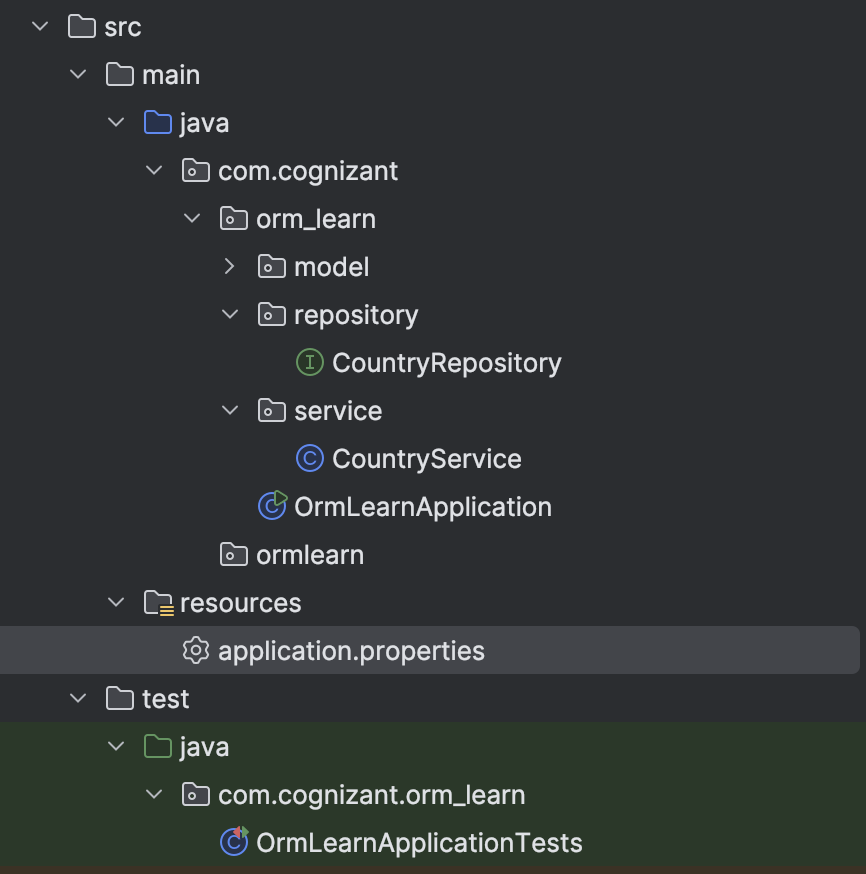 src
main
java
com.cognizant
orm_learn
model
repository
CountryRepository
service
CountryService
OrmLearnApplication
ormlearn
resources
application.properties
test
java
com.cognizant.orm_learn
OrmLearnApplicationTests